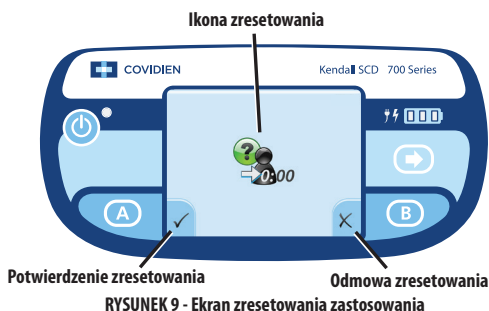 Ikona zresetowania
COVIDIEN
Kendall SCD 700 Series
?
0:00
A
B
Potwierdzenie zresetowania
Odmowa zresetowania
RYSUNEK 9 - Ekran zresetowania zastosowania